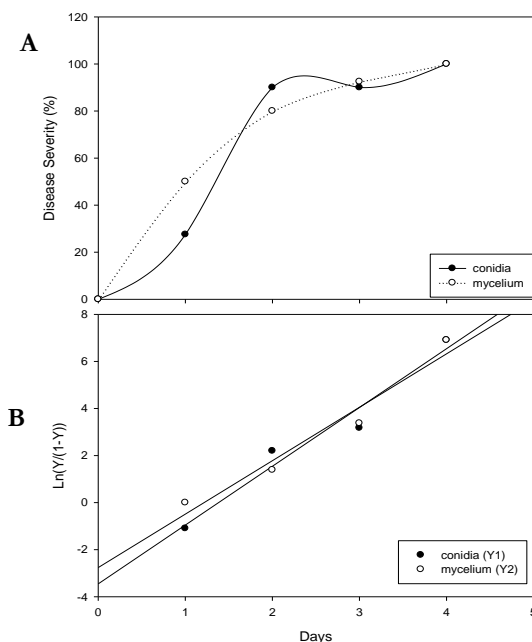 A
120
100
80
60
40
20
0
Disease Severity (%)
conidia
mycelium
B
8
6
4
2
0
-2
-4
Ln(Y/(1-Y))
conidia (Y1)
mycelium (Y2)
0 1 2 3 4 5
Days